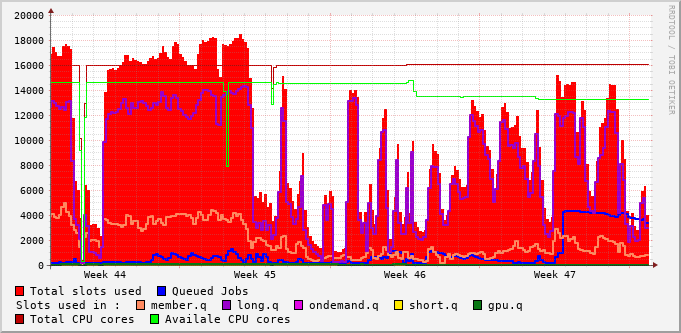 20000
18000
16000
14000
12000
10000
8000
6000
4000
2000
0
Week 44 Week 45 Week 46 Week 47
RRDTOOL / TOBI OETIKER
Total slots used Queued Jobs
Slots used in : member.q long.q ondemand.q short.q gpu.q
Total CPU cores Availale CPU cores